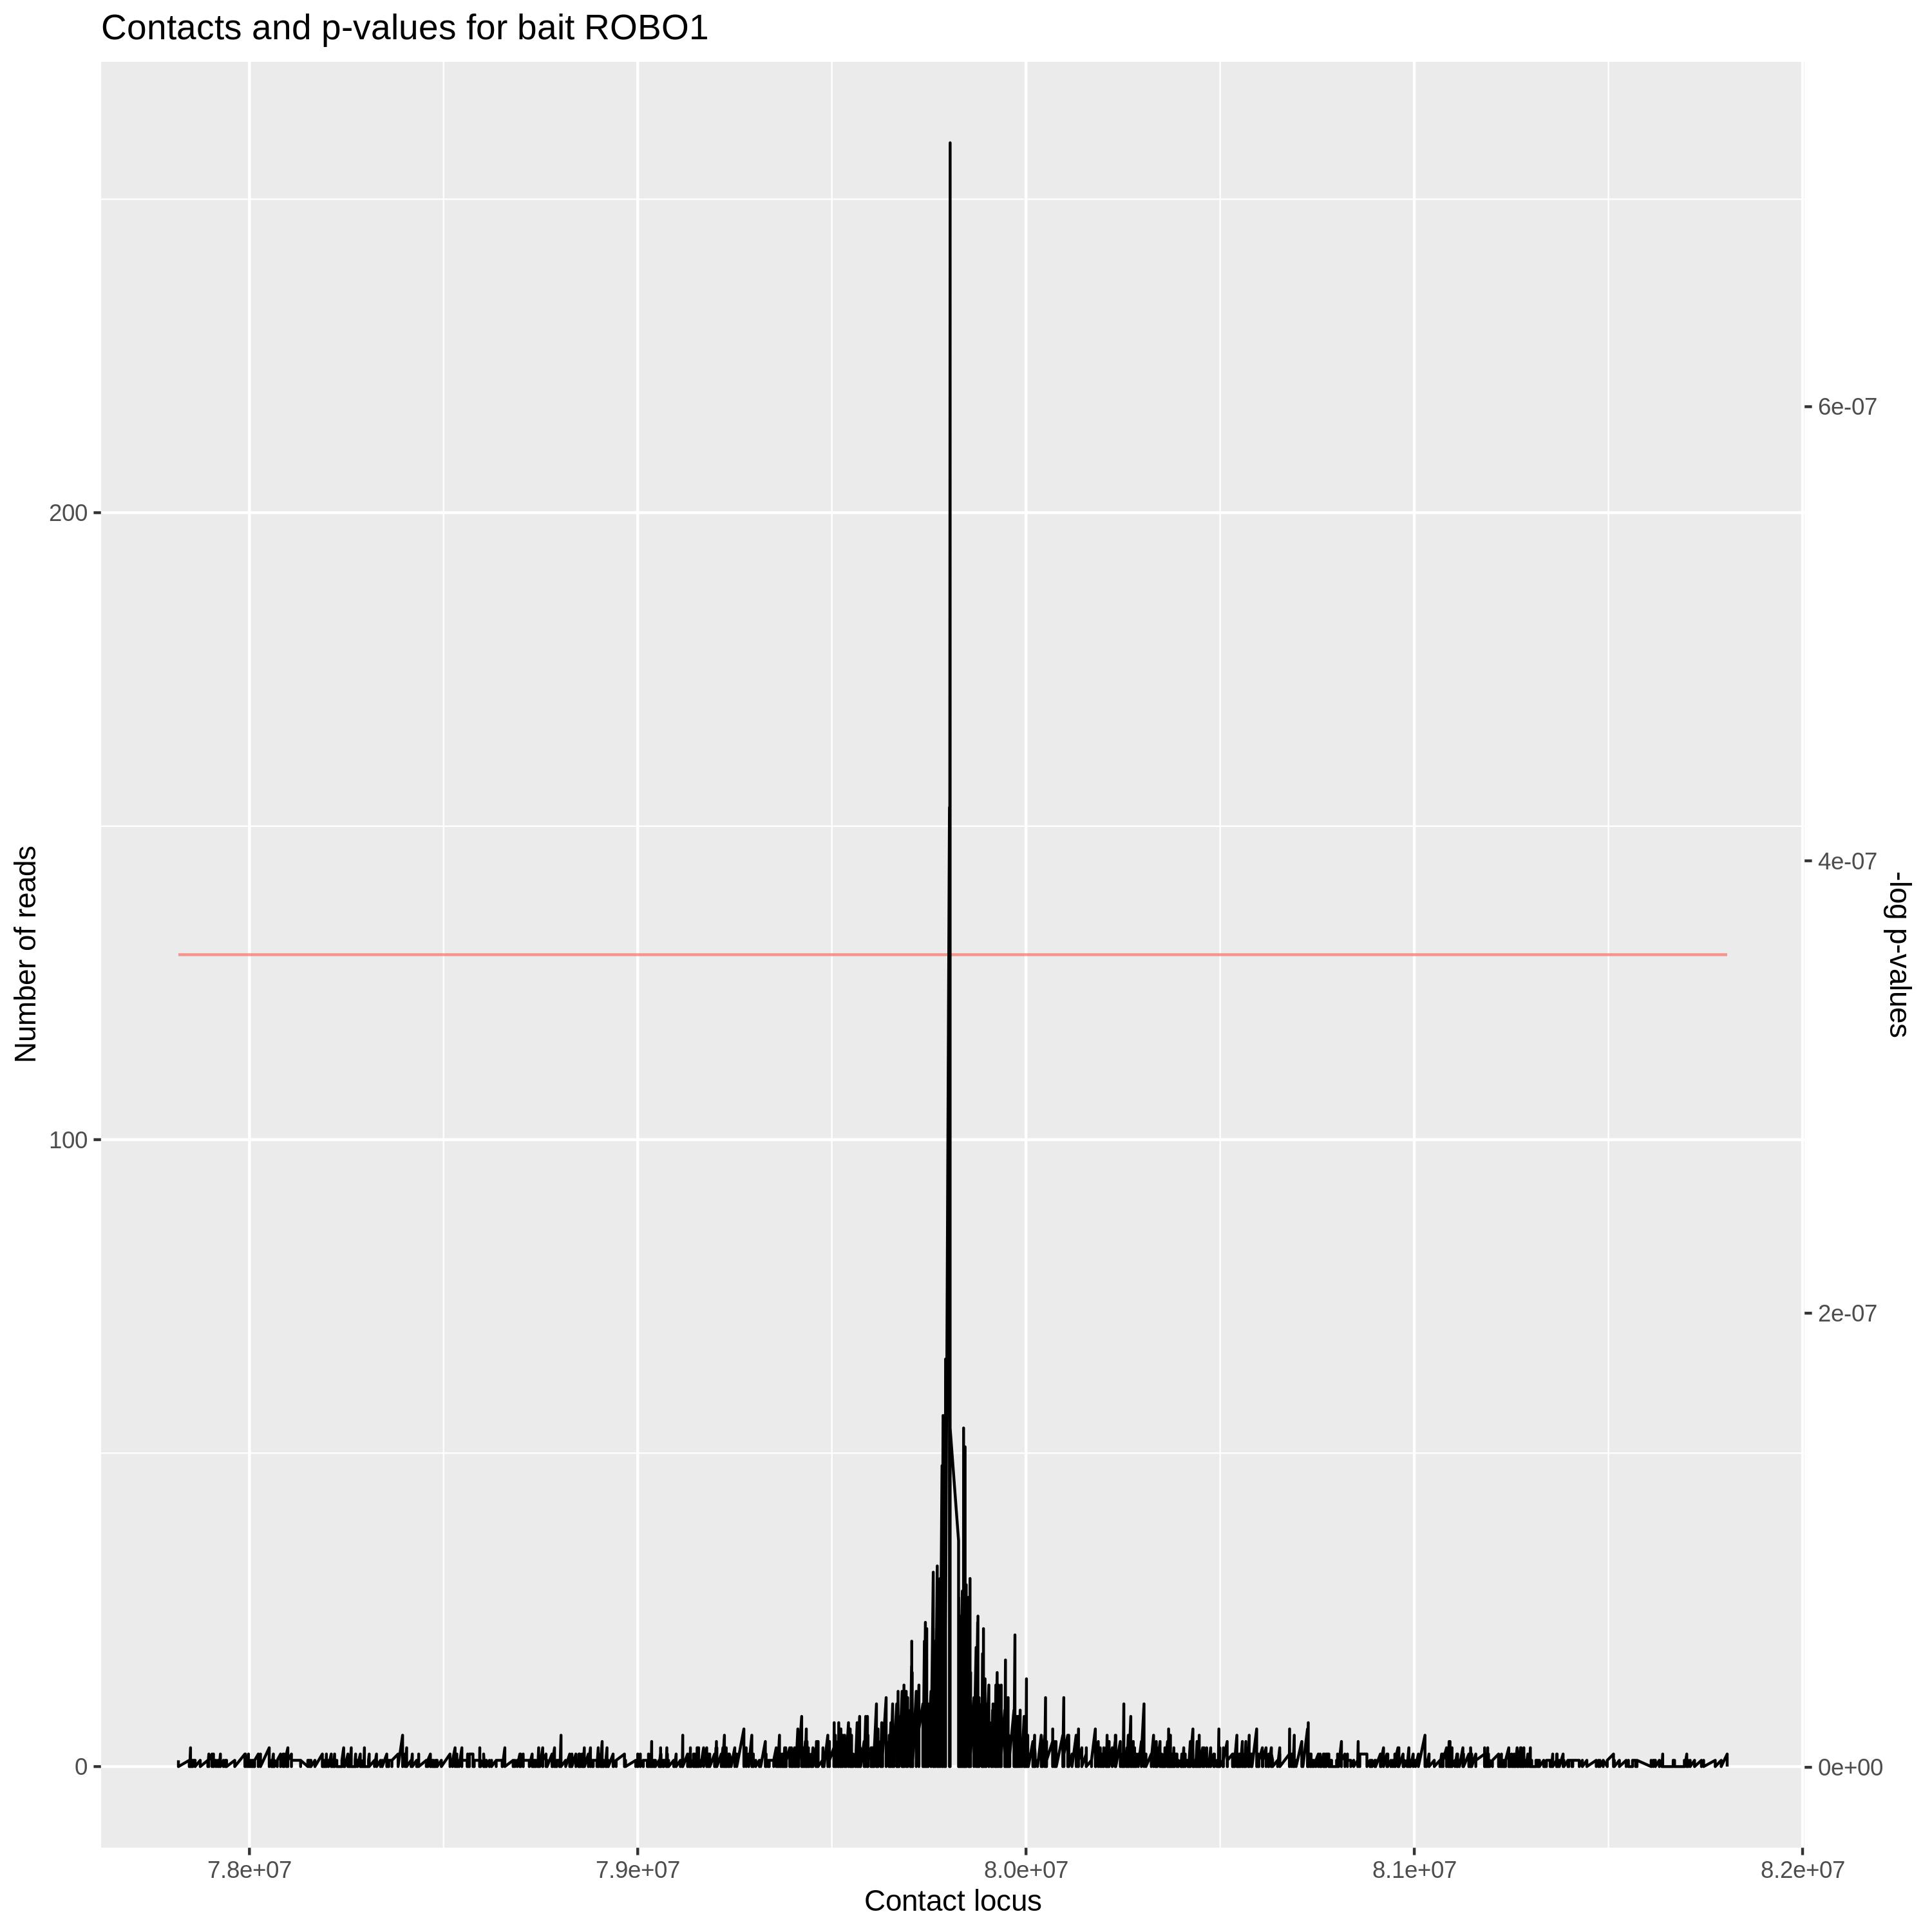 Contacts and p-values for bait ROBO1
Number of reads
200
100
0
6e-07
4e-07
2e-07
0e+00
-log p-values
7.8e+07
7.9e+07
8.0e+07
8.1e+07
8.2e+07
Contact locus